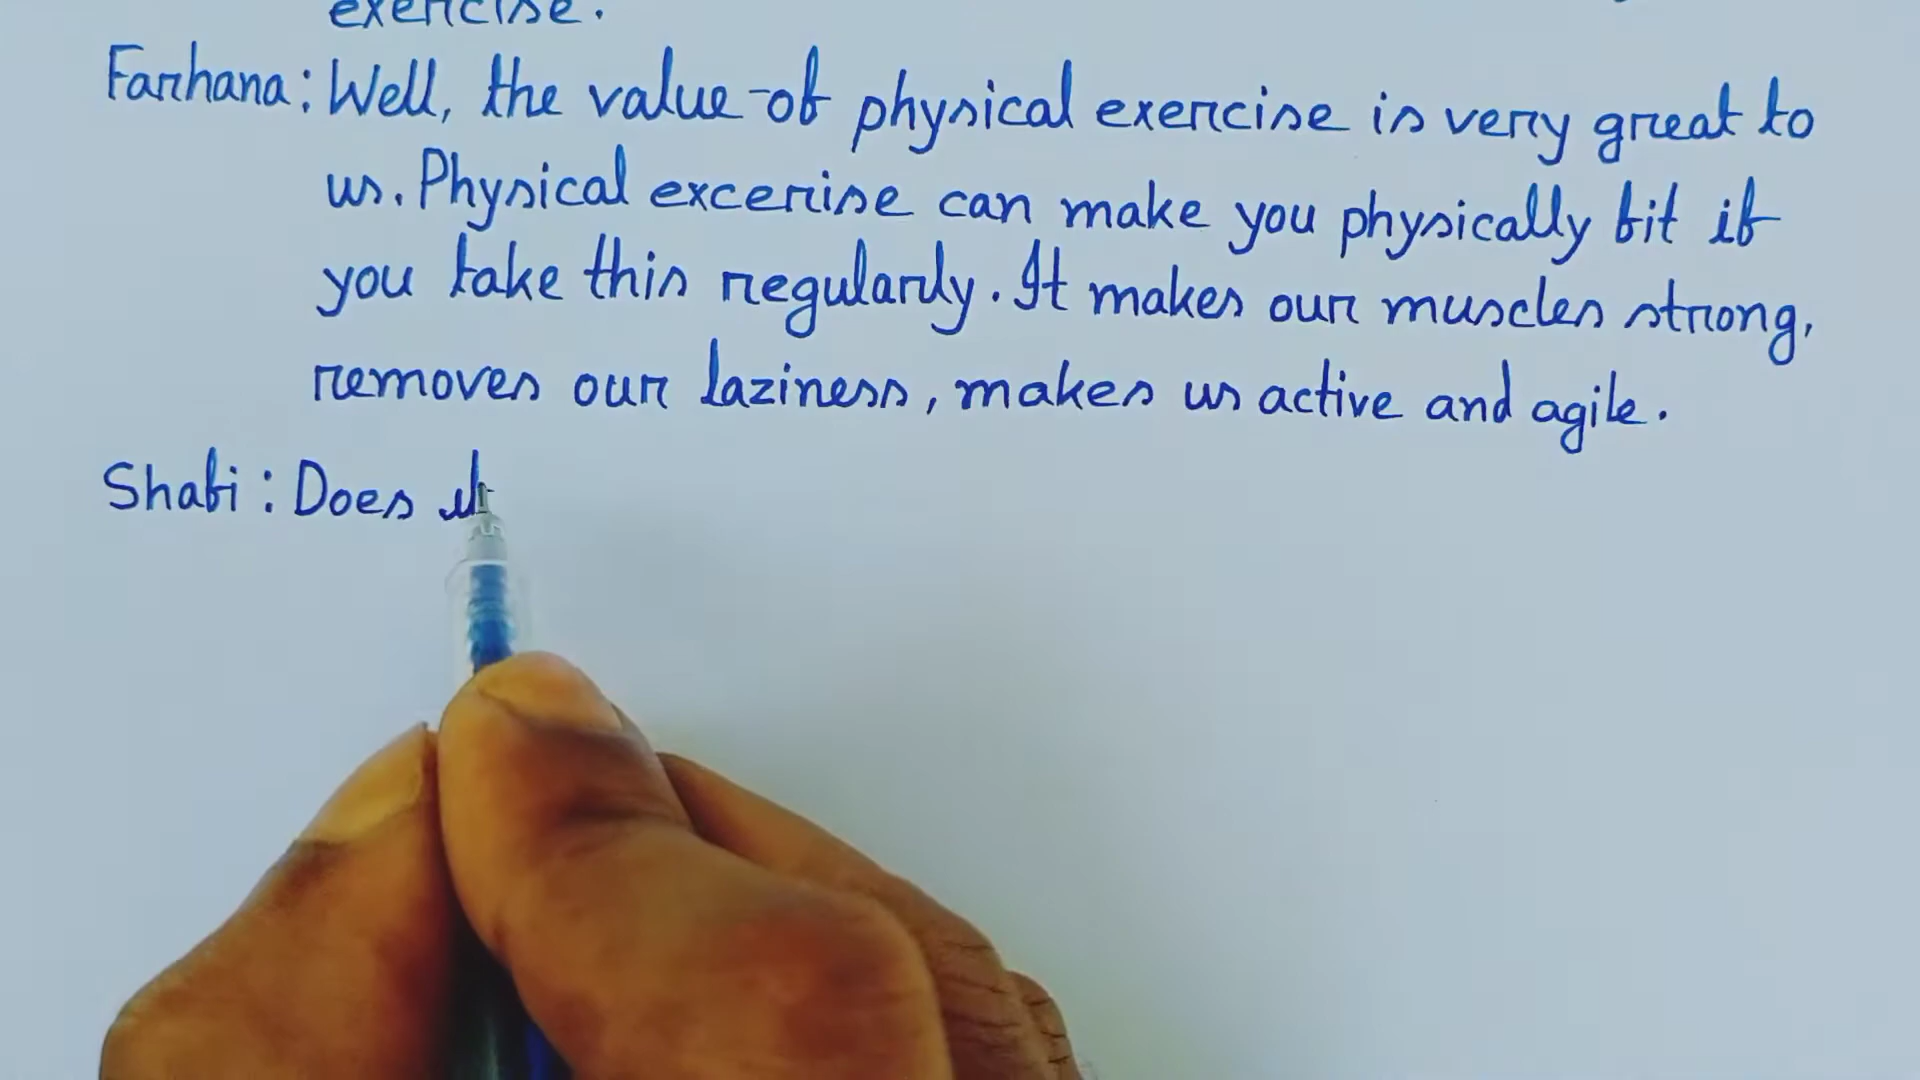 exercise.
Farhana: Well, the value of physical exercise is very great to
us. Physical excerise can make you physically fit if
you take this regularly. It makes our muscles strong,
removes our laziness, makes us active and agile.
Shafi: Does it